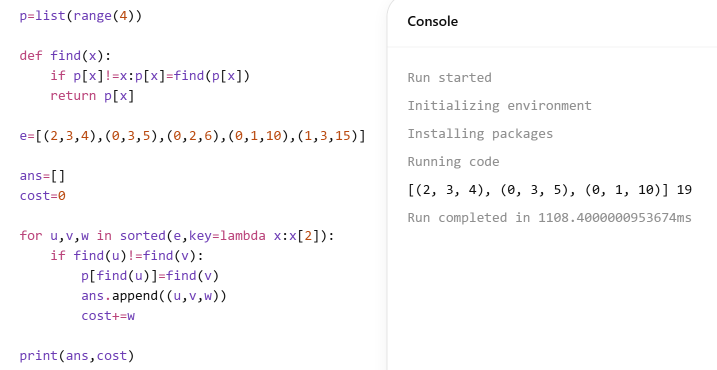 p=list(range(4))

def find(x):
    if p[x]!=x:p[x]=find(p[x])
    return p[x]

e=[(2,3,4),(0,3,5),(0,2,6),(0,1,10),(1,3,15)]

ans=[]
cost=0

for u,v,w in sorted(e,key=lambda x:x[2]):
    if find(u)!=find(v):
        p[find(u)]=find(v)
        ans.append((u,v,w))
        cost+=w

print(ans,cost)
Console
Run started
Initializing environment
Installing packages
Running code
[(2, 3, 4), (0, 3, 5), (0, 1, 10)] 19
Run completed in 1108.4000000953674ms